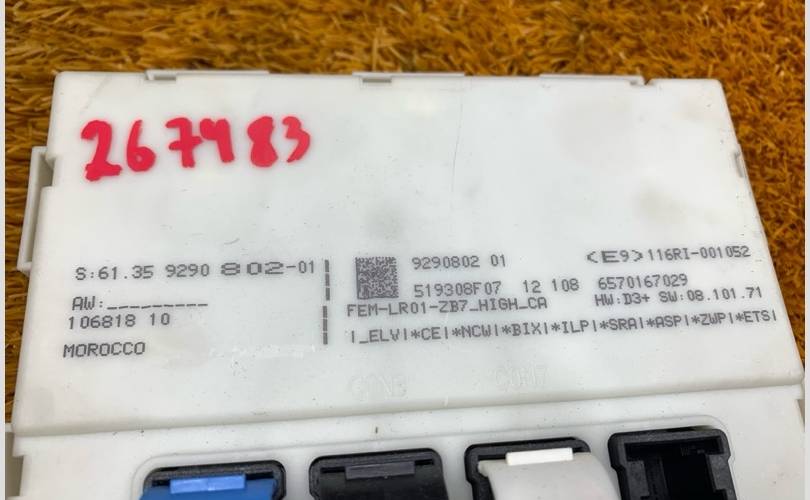 267483
S:61.35 9290 802-01
AW:_________
106818 10
MOROCCO
9290802 01
<E9>116RI-001052
519308F07 12 108 6570167029
FEM-LR01-ZB7_HIGH_CA HW:D3+ SW:08.101.71
|_ELV|*CE|*NCW|*BIX|*ILP|*SRA|*ASP|*ZWP|*ETS|